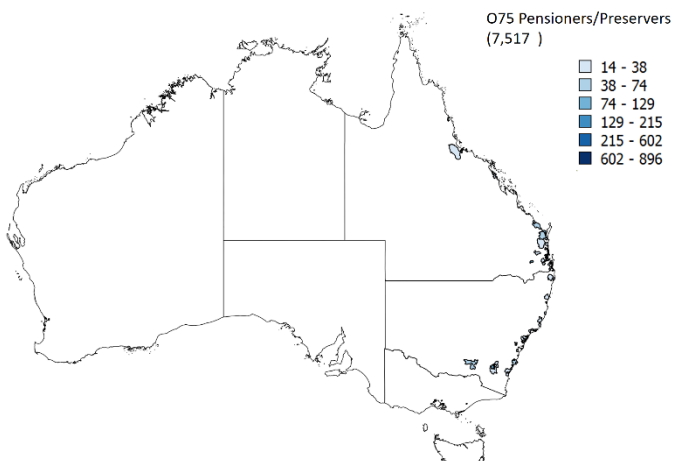 O75 Pensioners/Preservers
(7,517 )
14 - 38
38 - 74
74 - 129
129 - 215
215 - 602
602 - 896